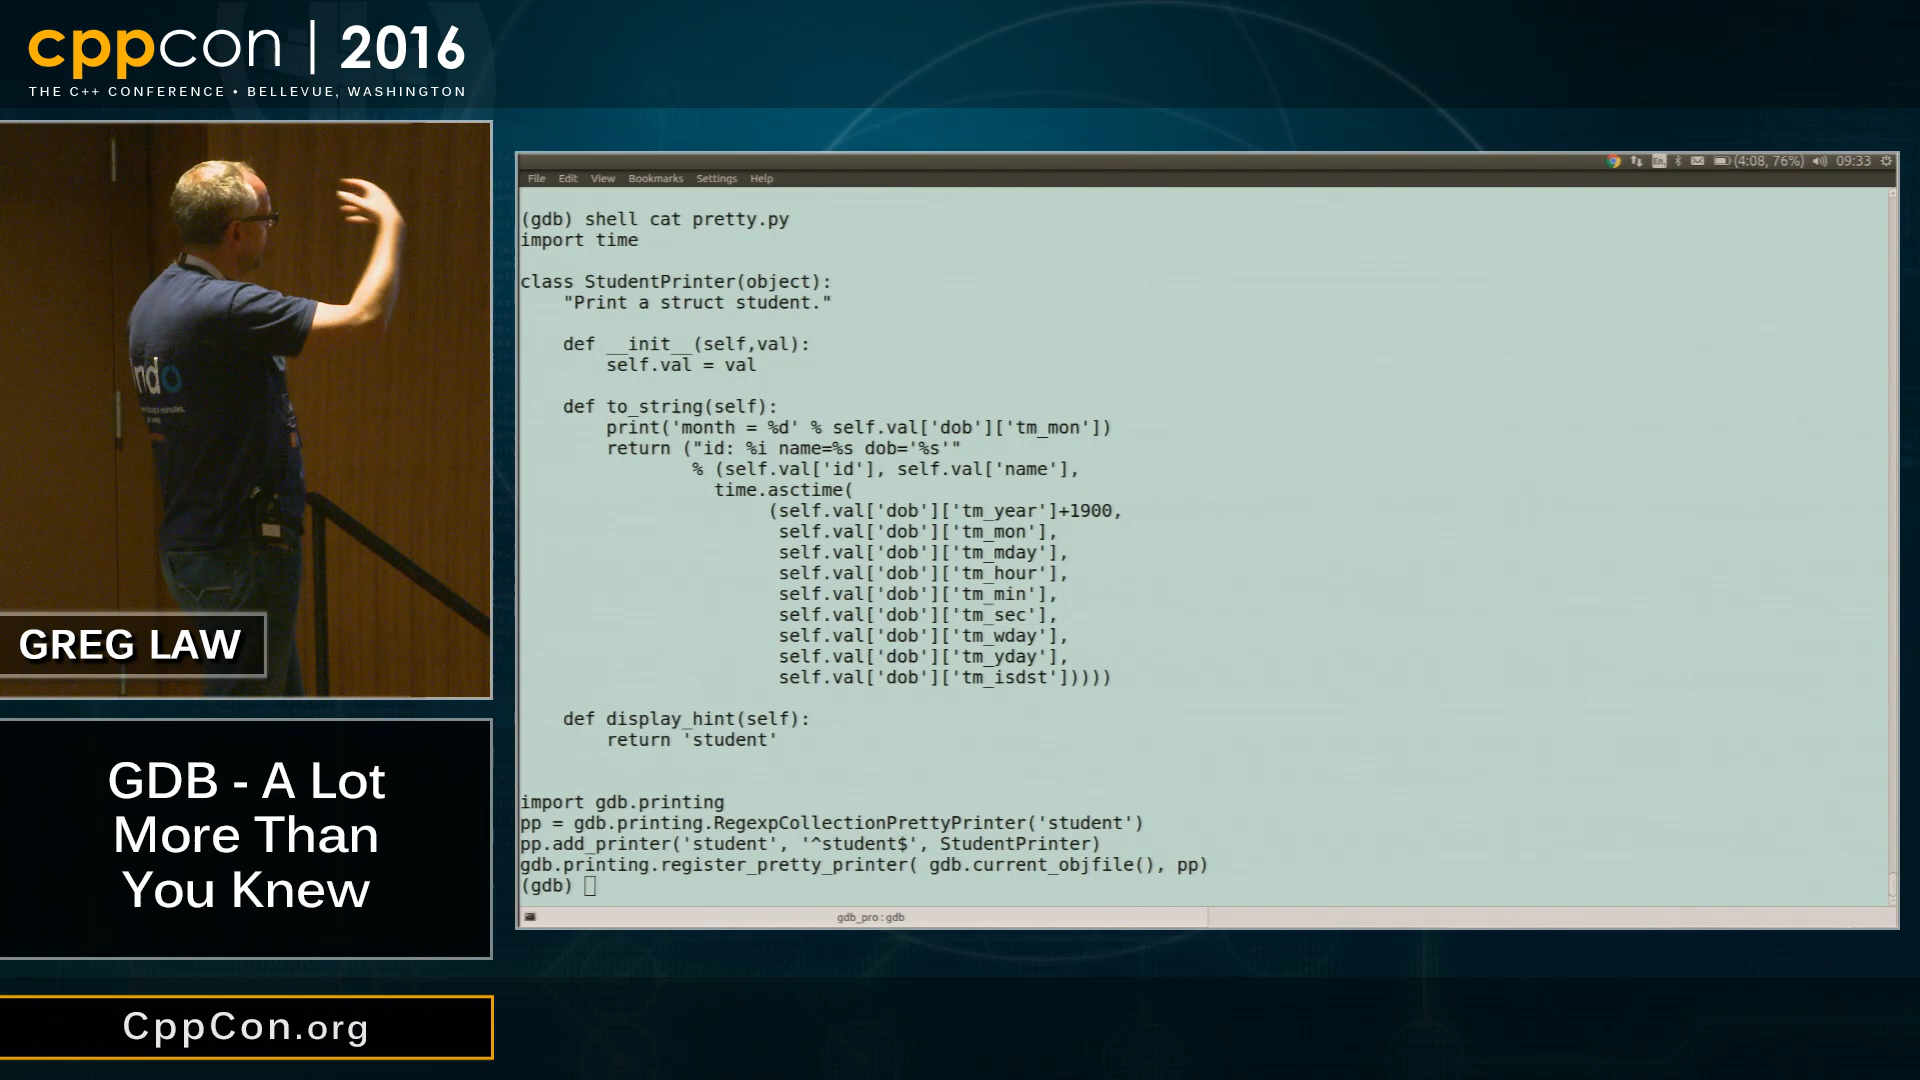 cppcon | 2016
THE C++ CONFERENCE • BELLEVUE, WASHINGTON
ndo
GREG LAW
GDB - A Lot
More Than
You Knew
CppCon.org
(4:08, 76%) 09:33
File Edit View Bookmarks Settings Help
(gdb) shell cat pretty.py
import time
class StudentPrinter(object):
    "Print a struct student."
    def __init__(self,val):
        self.val = val
    def to_string(self):
        print('month = %d' % self.val['dob']['tm_mon'])
        return ("id: %i name=%s dob='%s'"
                % (self.val['id'], self.val['name'],
                  time.asctime(
                       (self.val['dob']['tm_year']+1900,
                        self.val['dob']['tm_mon'],
                        self.val['dob']['tm_mday'],
                        self.val['dob']['tm_hour'],
                        self.val['dob']['tm_min'],
                        self.val['dob']['tm_sec'],
                        self.val['dob']['tm_wday'],
                        self.val['dob']['tm_yday'],
                        self.val['dob']['tm_isdst']))))
    def display_hint(self):
        return 'student'
import gdb.printing
pp = gdb.printing.RegexpCollectionPrettyPrinter('student')
pp.add_printer('student', '^student$', StudentPrinter)
gdb.printing.register_pretty_printer( gdb.current_objfile(), pp)
(gdb)
gdb_pro : gdb